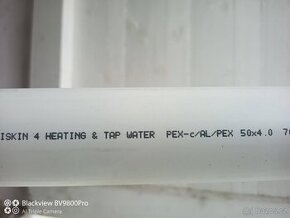 ISKIN 4 HEATING & TAP WATER PEX-c/AL/PEX 50x4.0
Blackview BV9800Pro
AI Triple Camera